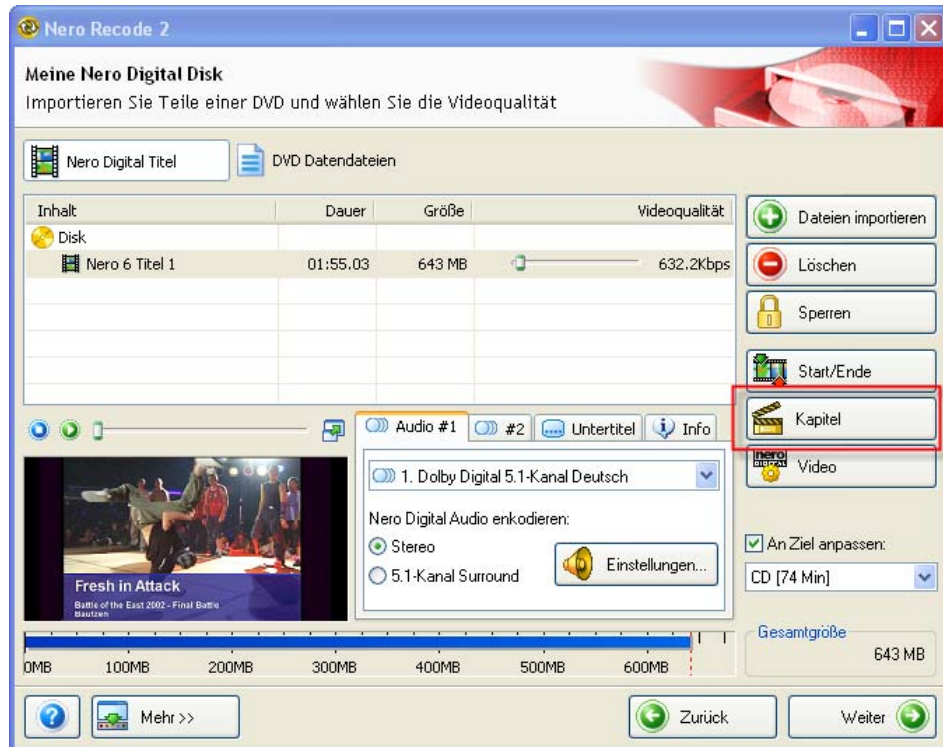 Nero Recode 2
Meine Nero Digital Disk
Importieren Sie Teile einer DVD und wählen Sie die Videoqualität
Nero Digital Titel
DVD Datendateien
Inhalt Dauer Größe Videoqualität
Disk
Nero 6 Titel 1 01:55.03 643 MB 632.2Kbps
Dateien importieren
Löschen
Sperren
Start/Ende
Kapitel
nero DIGITAL Video
Audio #1 #2 Untertitel Info
1. Dolby Digital 5.1-Kanal Deutsch
Nero Digital Audio enkodieren:
Stereo
5.1-Kanal Surround
Einstellungen...
Fresh in Attack
Battle of the East 2002 - Final Battle
Bautzen
An Ziel anpassen:
CD [74 Min]
Gesamtgröße
643 MB
0MB 100MB 200MB 300MB 400MB 500MB 600MB
Mehr >>
Zurück
Weiter